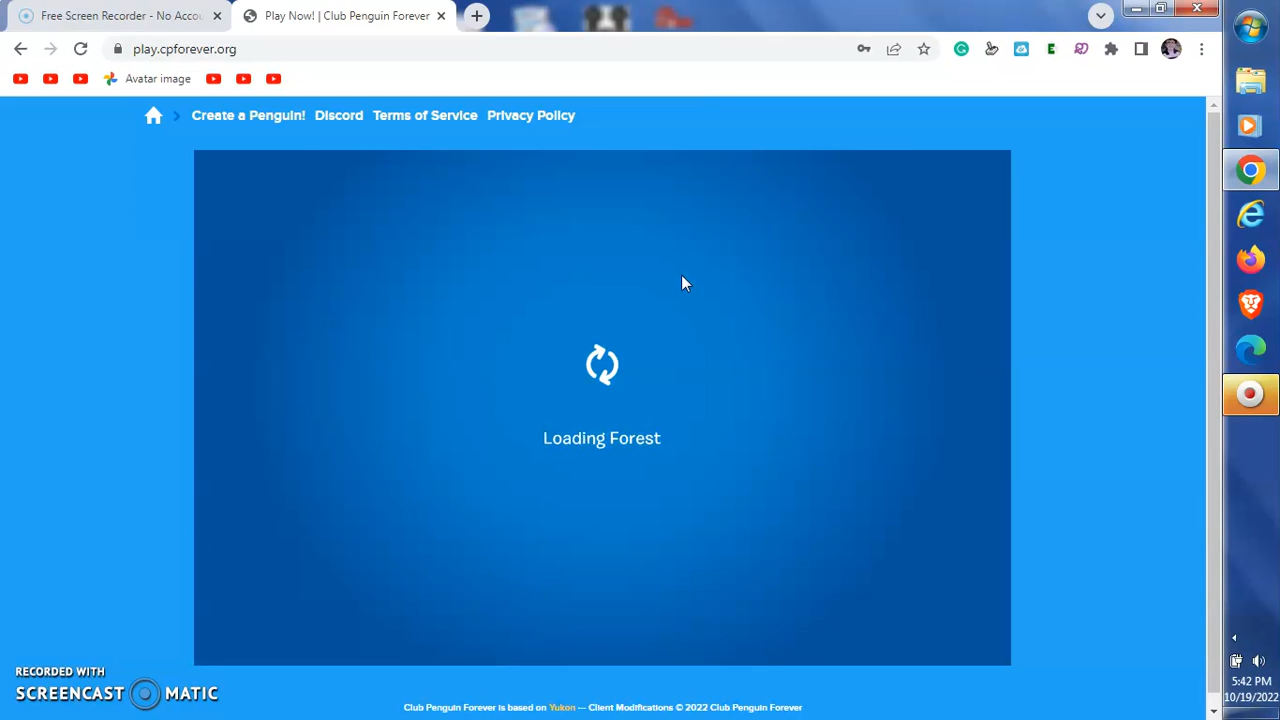 Free Screen Recorder - No Accou
Play Now! | Club Penguin Forever
play.cpforever.org
Avatar image
Create a Penguin! Discord Terms of Service Privacy Policy
Loading Forest
RECORDED WITH
SCREENCAST MATIC
Club Penguin Forever is based on Yukon -- Client Modifications © 2022 Club Penguin Forever
5:42 PM
10/19/2022